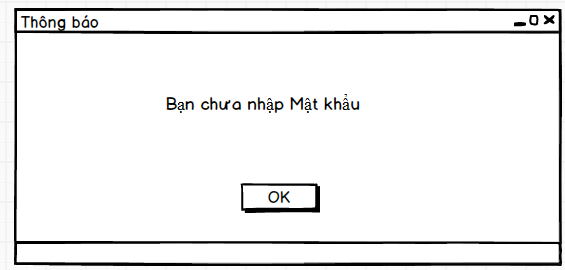 Thông báo
Bạn chưa nhập Mật khẩu
OK